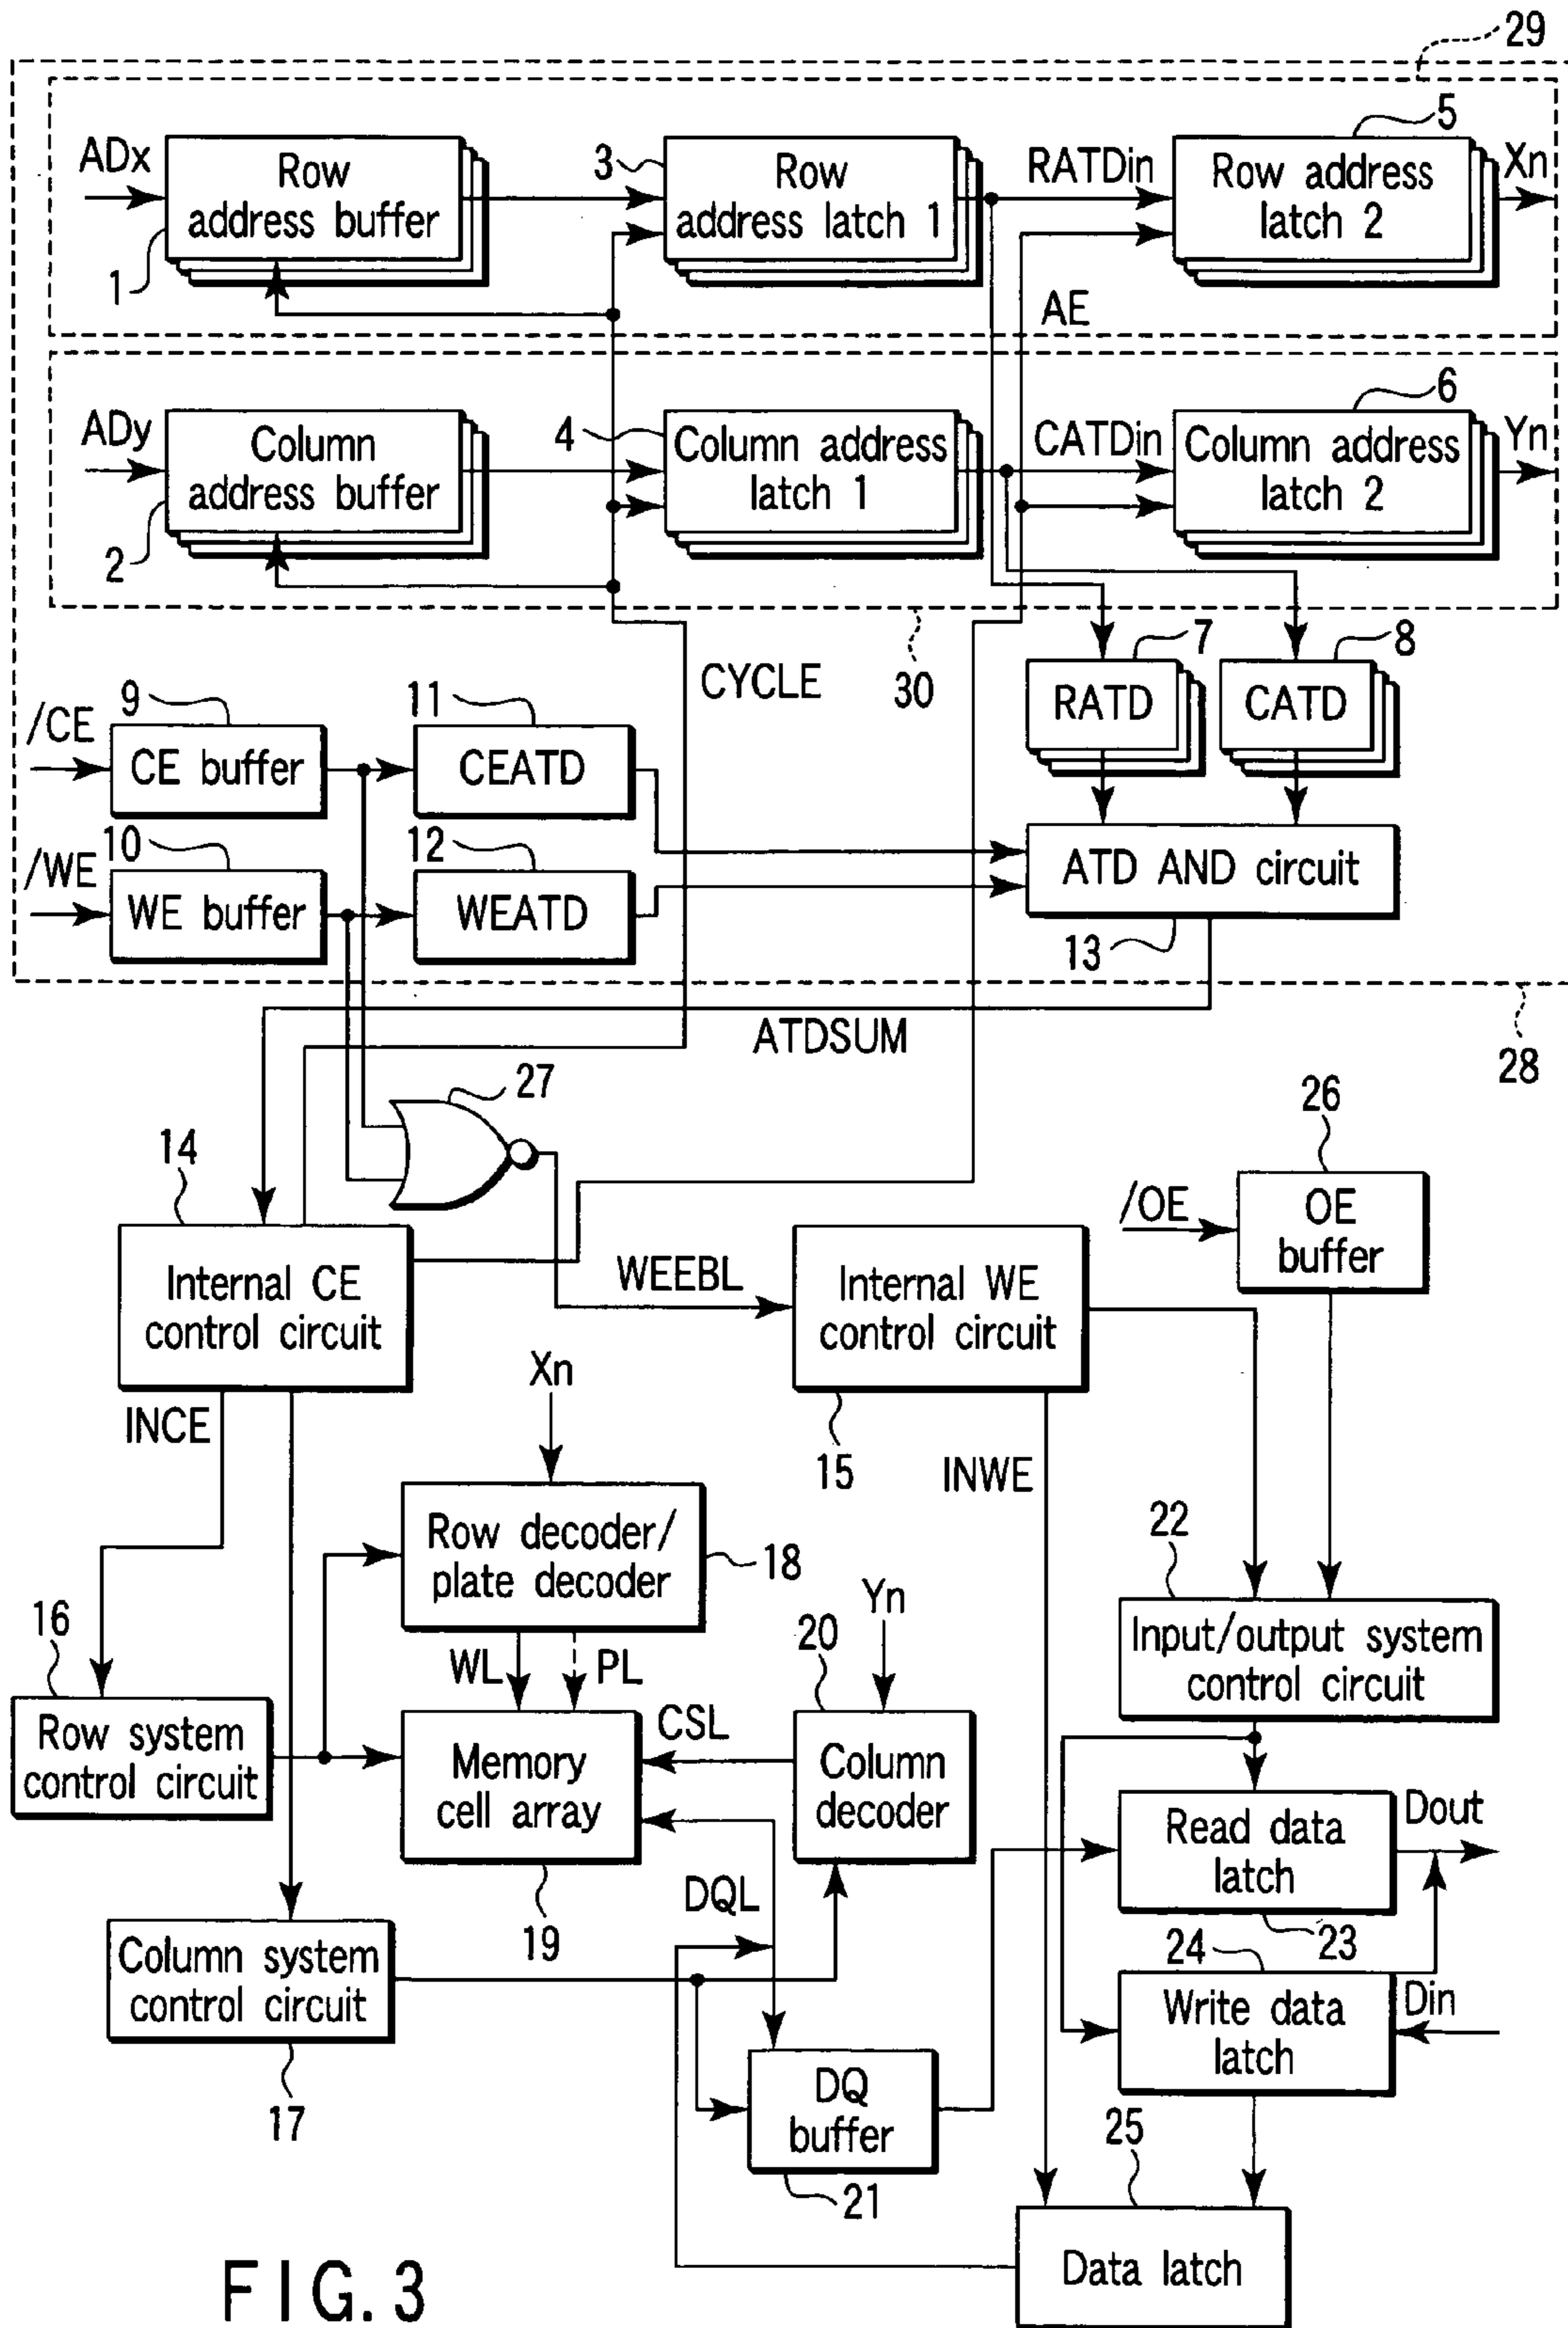 29
ADx
Row
address buffer
1
3
Row
address latch 1
RATDin
5
Row address
latch 2
Xn
AE
ADy
Column
address buffer
2
4
Column address
latch 1
CATDin
6
Column address
latch 2
Yn
CYCLE
30
7
RATD
8
CATD
/CE
9
CE buffer
11
CEATD
/WE
10
WE buffer
12
WEATD
ATD AND circuit
13
ATDSUM
28
27
14
Internal CE
control circuit
WEEBL
Internal WE
control circuit
15
26
/OE
OE
buffer
INCE
Xn
INWE
Row decoder/
plate decoder
18
22
Input/output system
control circuit
16
Row system
control circuit
WL
PL
Yn
20
CSL
Memory
cell array
19
Column
decoder
DQL
Read data
latch
23
Dout
Column system
control circuit
17
24
Write data
latch
Din
DQ
buffer
21
25
Data latch
FIG. 3